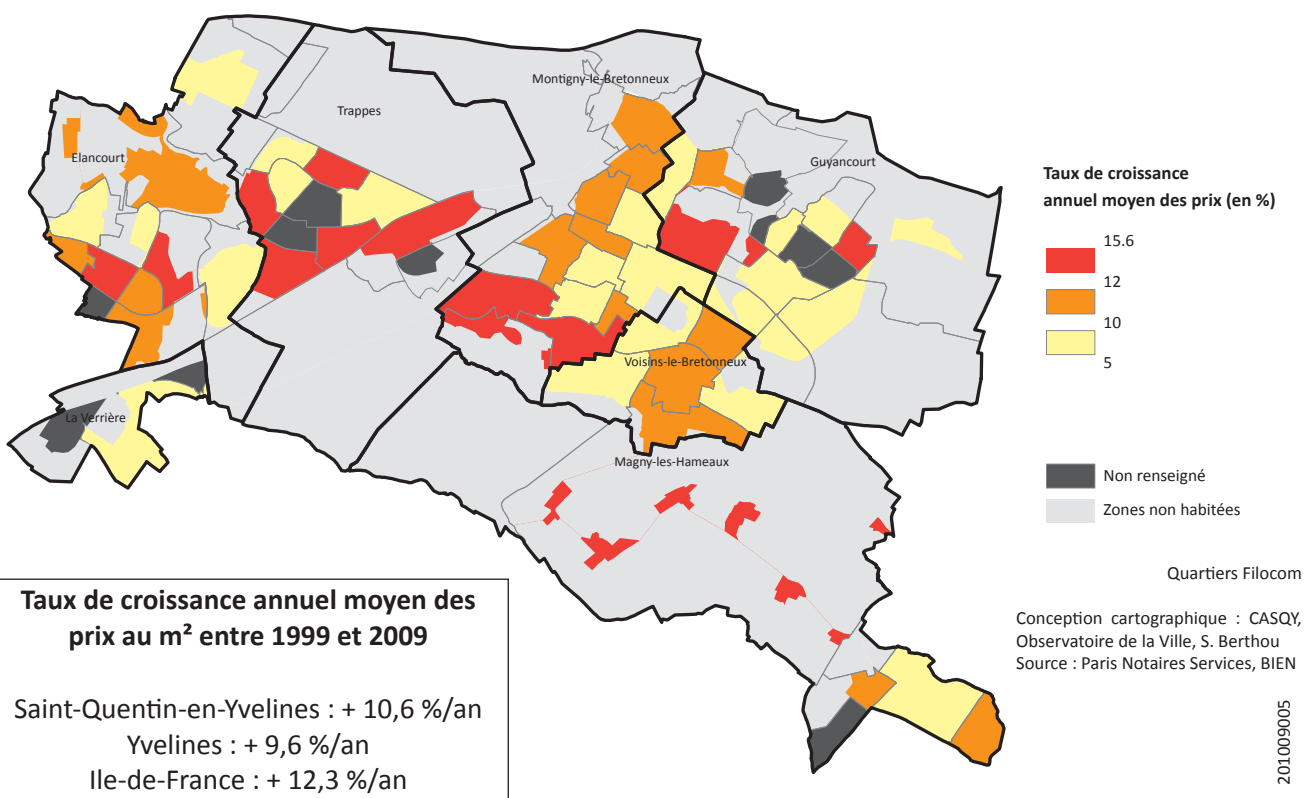 Montigny-le-Bretonneux
Trappes
Elancourt
Guyancourt
Voisins-le-Bretonneux
La Verrière
Magny-les-Hameaux
Taux de croissance
annuel moyen des prix (en %)
15.6
12
10
5
Non renseigné
Zones non habitées
Quartiers Filocom
Conception cartographique : CASQY,
Observatoire de la Ville, S. Berthou
Source : Paris Notaires Services, BIEN
201009005
Taux de croissance annuel moyen des
prix au m² entre 1999 et 2009
Saint-Quentin-en-Yvelines : + 10,6 %/an
Yvelines : + 9,6 %/an
Ile-de-France : + 12,3 %/an